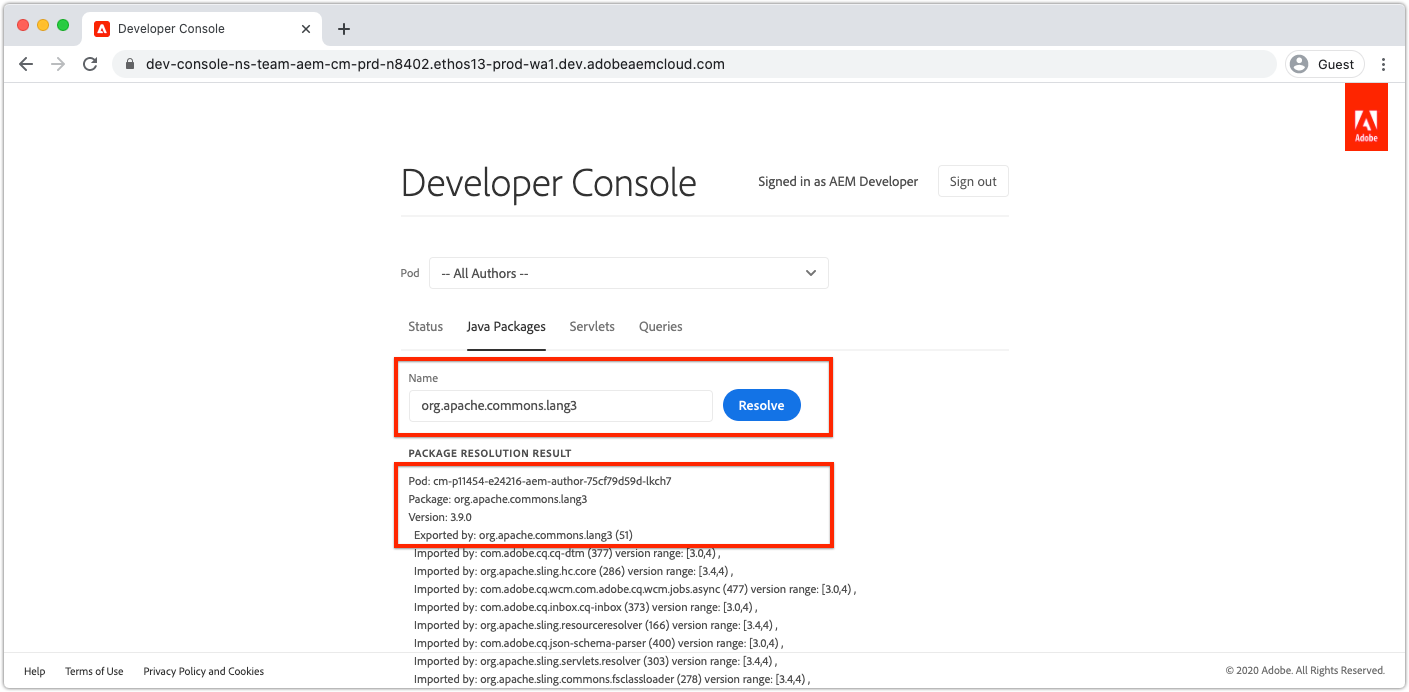 Developer Console
dev-console-ns-team-aem-cm-prd-n8402.ethos13-prod-wa1.dev.adobeaemcloud.com
Guest
Adobe
Developer Console
Signed in as AEM Developer
Sign out
Pod
-- All Authors --
Status Java Packages Servlets Queries
Name
org.apache.commons.lang3
Resolve
PACKAGE RESOLUTION RESULT
Pod: cm-p11454-e24216-aem-author-75cf79d59d-lkch7
Package: org.apache.commons.lang3
Version: 3.9.0
Exported by: org.apache.commons.lang3 (51)
Imported by: com.adobe.cq.cq-dtm (377) version range: [3.0,4) ,
Imported by: org.apache.sling.hc.core (286) version range: [3.4,4) ,
Imported by: com.adobe.cq.wcm.com.adobe.cq.wcm.jobs.async (477) version range: [3.0,4) ,
Imported by: com.adobe.cq.inbox.cq-inbox (373) version range: [3.0,4) ,
Imported by: org.apache.sling.resourceresolver (166) version range: [3.4,4) ,
Imported by: com.adobe.cq.json-schema-parser (400) version range: [3.0,4) ,
Imported by: org.apache.sling.servlets.resolver (303) version range: [3.4,4) ,
Imported by: org.apache.sling.commons.fsclassloader (278) version range: [3.4,4) ,
Help Terms of Use Privacy Policy and Cookies
© 2020 Adobe. All Rights Reserved.